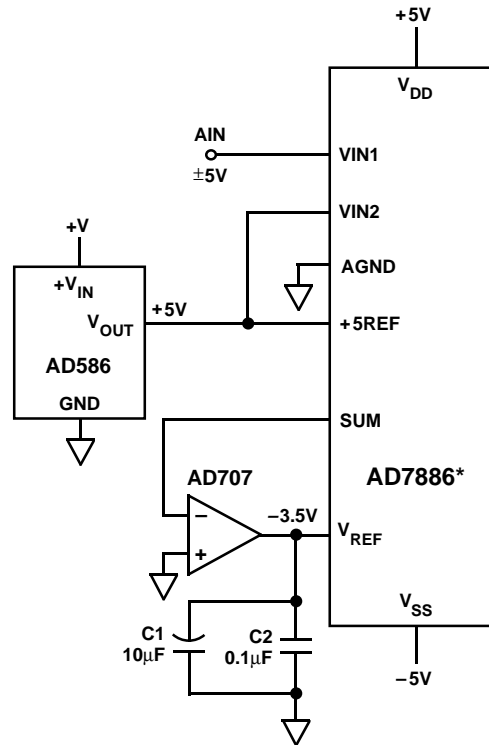 +5V
V_DD
AIN
±5V
VIN1
VIN2
+V
AGND
+V_IN
+5V
V_OUT
+5REF
AD586
GND
SUM
AD707
AD7886*
−
−3.5V
V_REF
+
V_SS
C1
10µF
C2
0.1µF
−5V